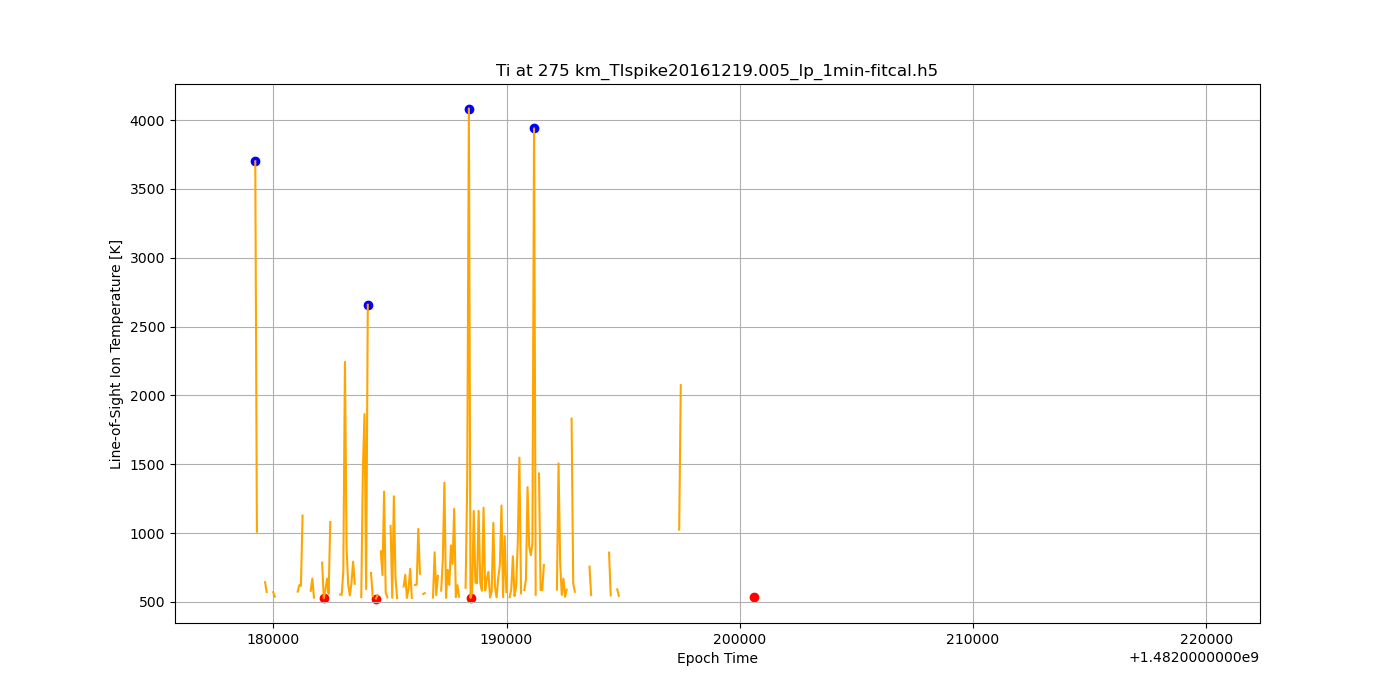 Ti at 275 km_TIspike20161219.005_lp_1min-fitcal.h5
Line-of-Sight Ion Temperature [K]
4000
3500
3000
2500
2000
1500
1000
500
180000 190000 200000 210000 220000
Epoch Time
+1.4820000000e9